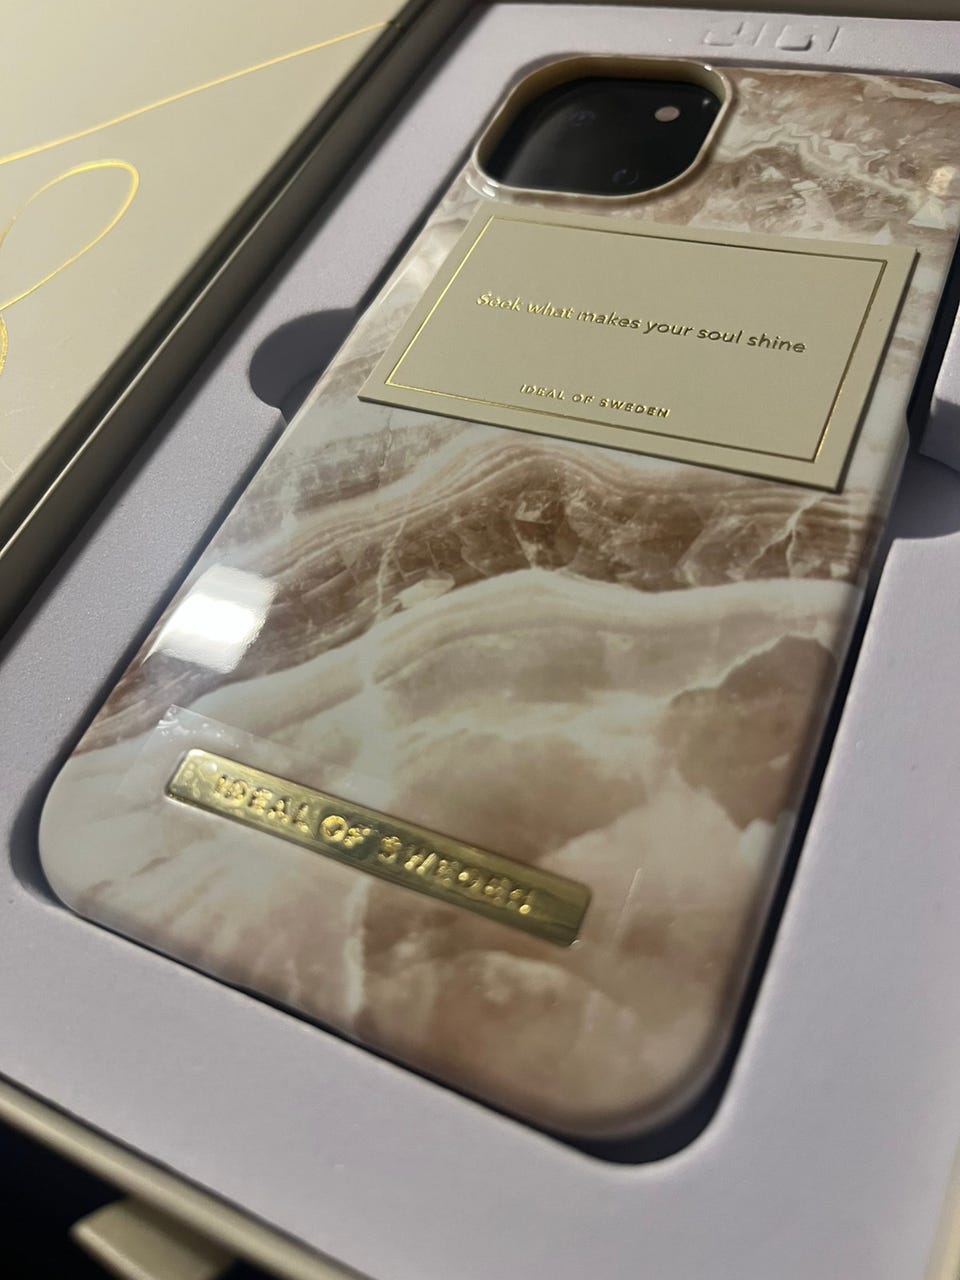 Seek what makes your soul shine
IDEAL OF SWEDEN
IDEAL OF SWEDEN